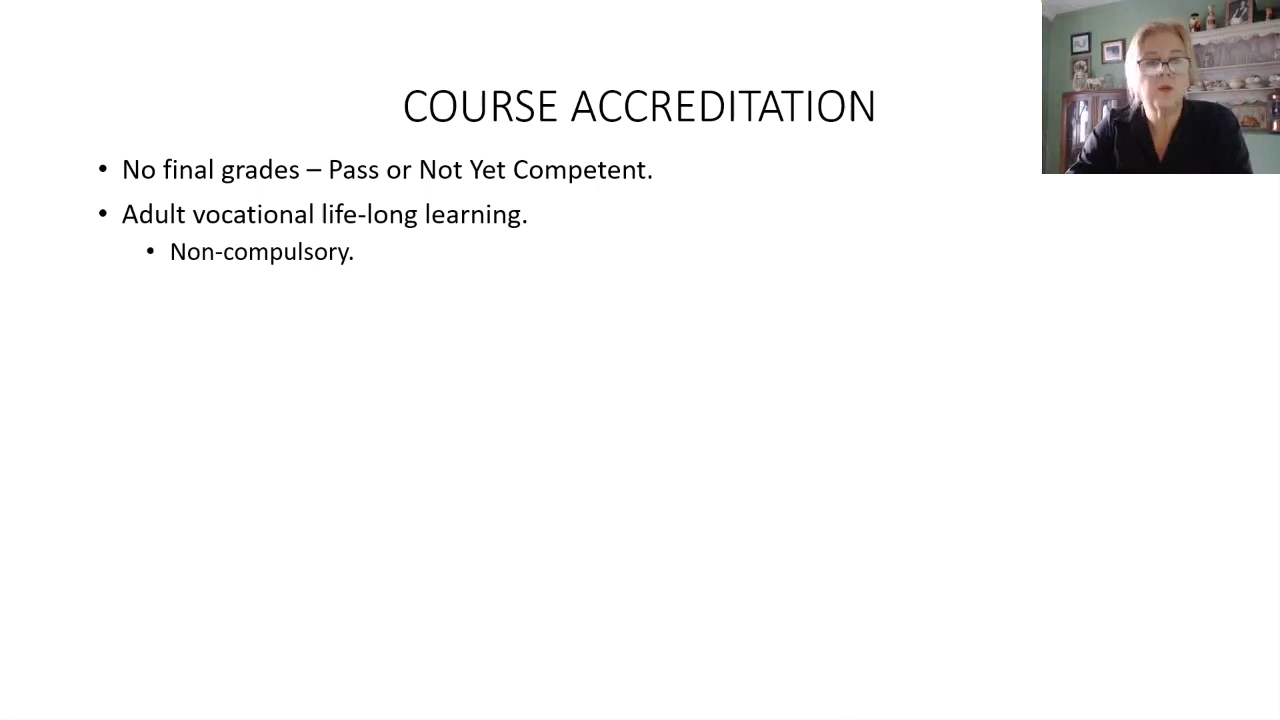 COURSE ACCREDITATION
• No final grades – Pass or Not Yet Competent.
• Adult vocational life-long learning.
• Non-compulsory.